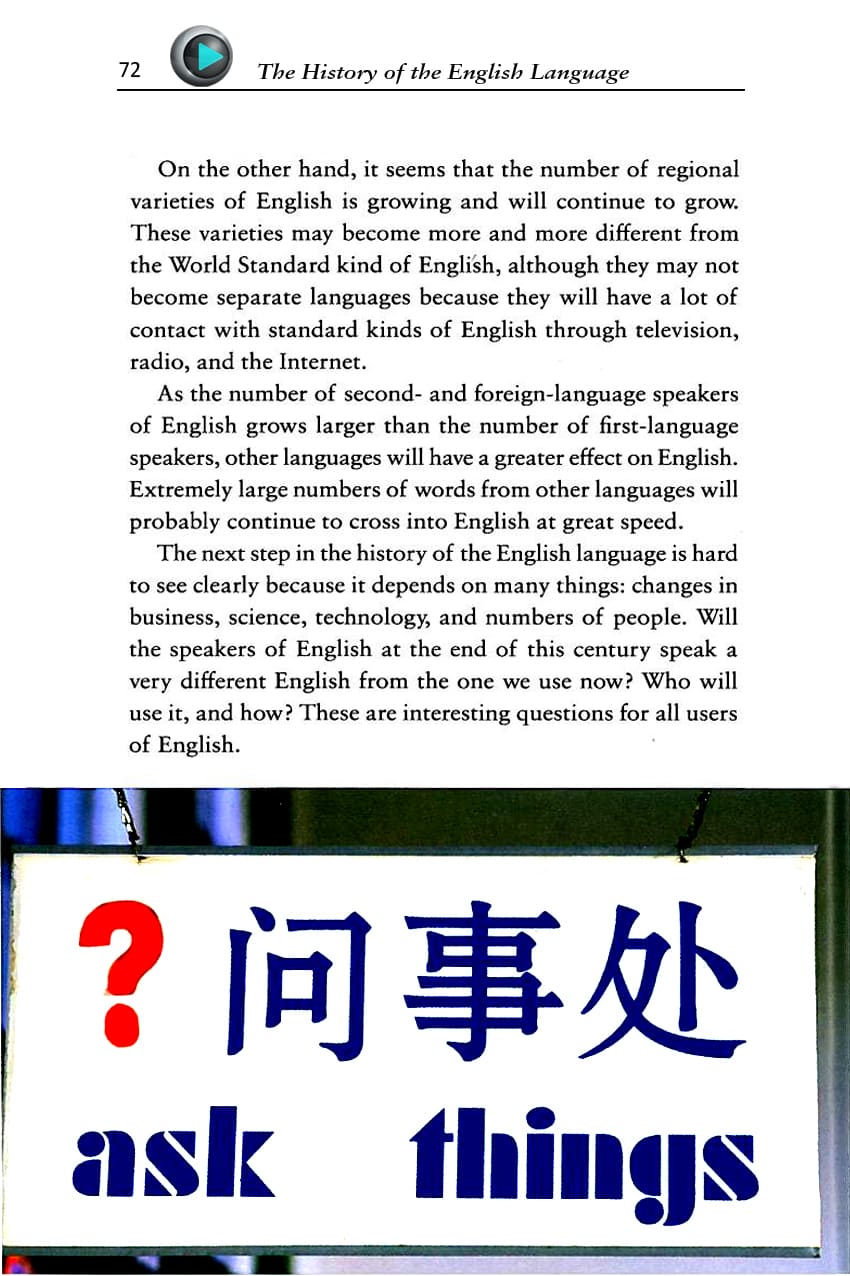 72 The History of the English Language
On the other hand, it seems that the number of regional
varieties of English is growing and will continue to grow.
These varieties may become more and more different from
the World Standard kind of English, although they may not
become separate languages because they will have a lot of
contact with standard kinds of English through television,
radio, and the Internet.
As the number of second- and foreign-language speakers
of English grows larger than the number of first-language
speakers, other languages will have a greater effect on English.
Extremely large numbers of words from other languages will
probably continue to cross into English at great speed.
The next step in the history of the English language is hard
to see clearly because it depends on many things: changes in
business, science, technology, and numbers of people. Will
the speakers of English at the end of this century speak a
very different English from the one we use now? Who will
use it, and how? These are interesting questions for all users
of English.
? 问事处
ask things